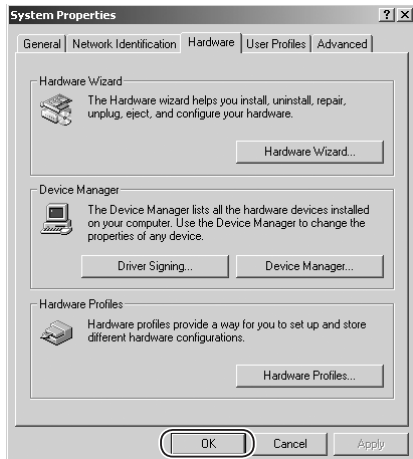 System Properties
General Network Identification Hardware User Profiles Advanced
Hardware Wizard
The Hardware wizard helps you install, uninstall, repair,
unplug, eject, and configure your hardware.
Hardware Wizard...
Device Manager
The Device Manager lists all the hardware devices installed
on your computer. Use the Device Manager to change the
properties of any device.
Driver Signing... Device Manager...
Hardware Profiles
Hardware profiles provide a way for you to set up and store
different hardware configurations.
Hardware Profiles...
OK Cancel Apply